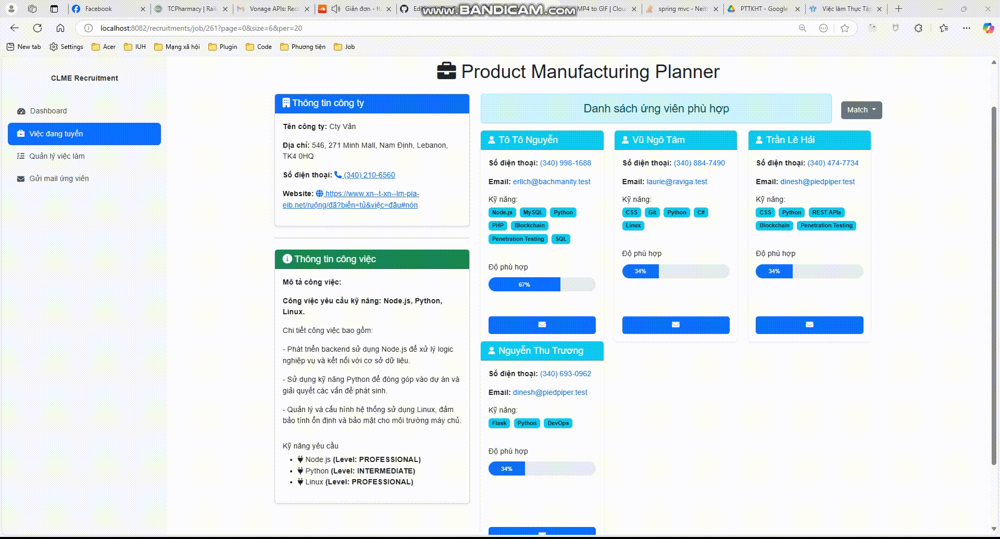 Facebook
TCPharmacy | Rail
Vonage APIs: Reco
Giản đơn - ft.
www.BANDICAM.com
MP4 to GIF | Clou
spring mvc - Neit
PTTKHT - Google
Việc làm Thực Tập
localhost:8082/recruitments/job/261?page=0&size=6&per=20
New tab
Settings
Acer
IUH
Mạng xã hội
Plugin
Code
Phương tiện
Job
CLME Recruitment
Dashboard
Việc đang tuyển
Quản lý việc làm
Gửi mail ứng viên
Product Manufacturing Planner
Thông tin công ty
Tên công ty: Cty Vân
Địa chỉ: 546, 271 Minh Mall, Nam Định, Lebanon,
TK4 0HQ
Số điện thoại: (340) 210-6560
Website: https://www.xn--t-xn--lm-pia-
eib.net/ruộng/đã?biển=tủ&việc=đâu#nón
Thông tin công việc
Mô tả công việc:
Công việc yêu cầu kỹ năng: Node.js, Python,
Linux.
Chi tiết công việc bao gồm:
- Phát triển backend sử dụng Node.js để xử lý logic
nghiệp vụ và kết nối với cơ sở dữ liệu.
- Sử dụng kỹ năng Python để đóng góp vào dự án và
giải quyết các vấn đề phát sinh.
- Quản lý và cấu hình hệ thống sử dụng Linux, đảm
bảo tính ổn định và bảo mật cho môi trường máy chủ.
Kỹ năng yêu cầu
Node.js (Level: PROFESSIONAL)
Python (Level: INTERMEDIATE)
Linux (Level: PROFESSIONAL)
Danh sách ứng viên phù hợp
Match
Tô Tô Nguyễn
Số điện thoại: (340) 998-1688
Email: erlich@bachmanity.test
Kỹ năng:
Node.js MySQL Python
PHP Blockchain
Penetration Testing SQL
Độ phù hợp
67%
Vũ Ngô Tâm
Số điện thoại: (340) 884-7490
Email: laurie@raviga.test
Kỹ năng:
CSS Git Python C#
Linux
Độ phù hợp
34%
Trần Lê Hải
Số điện thoại: (340) 474-7734
Email: dinesh@piedpiper.test
Kỹ năng:
CSS Python REST APIs
Blockchain Penetration Testing
Độ phù hợp
34%
Nguyễn Thu Trương
Số điện thoại: (340) 693-0962
Email: dinesh@piedpiper.test
Kỹ năng:
Flask Python DevOps
Độ phù hợp
34%